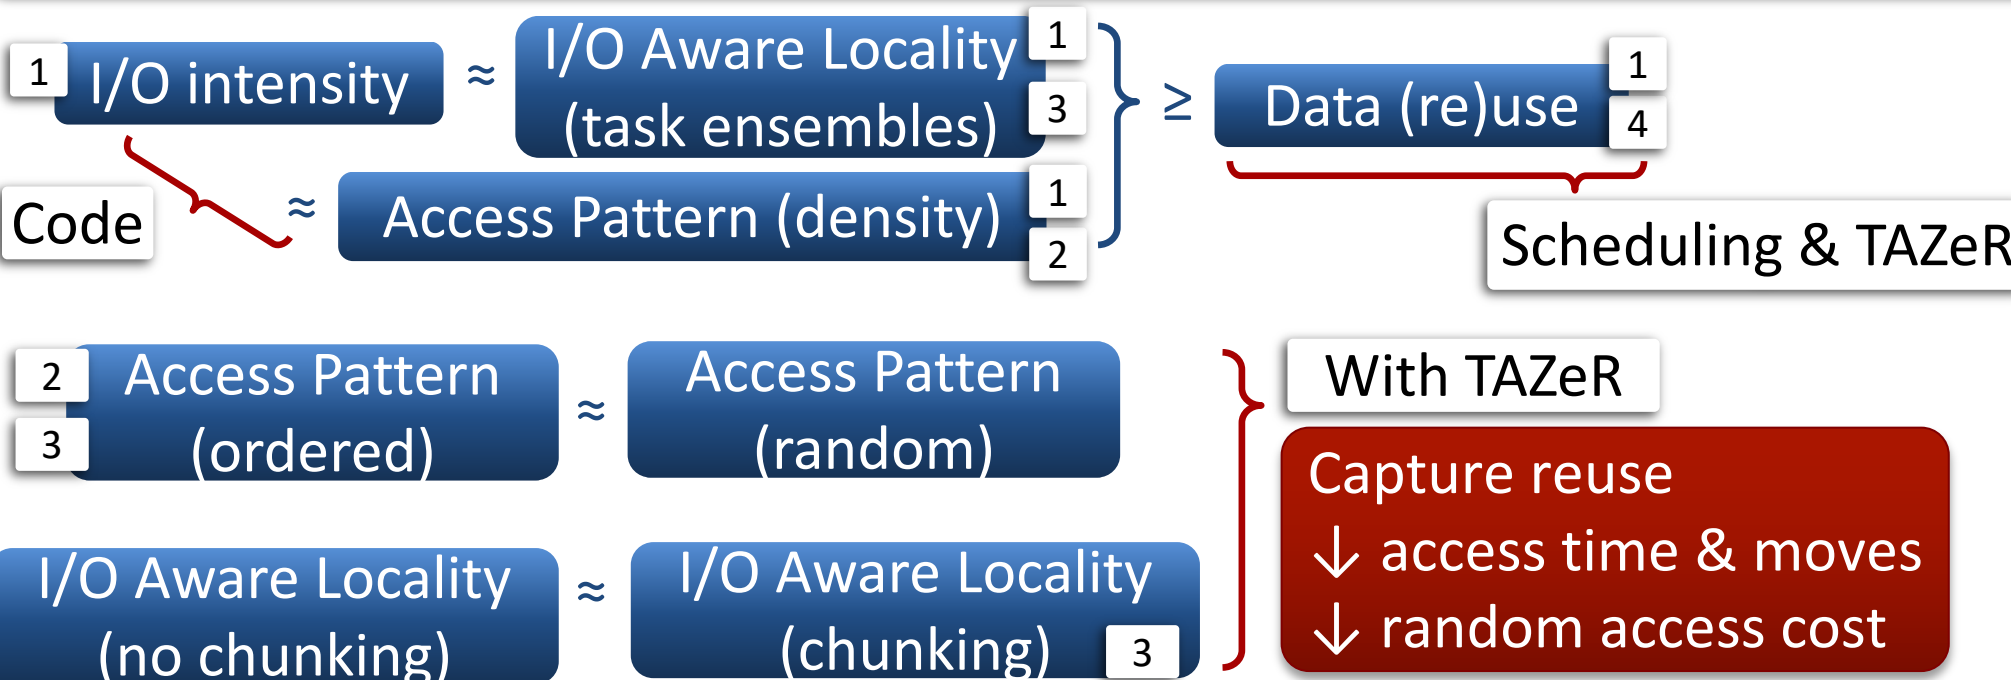 1
I/O intensity
≈
I/O Aware Locality
(task ensembles)
1
3
≥
Data (re)use
1
4
Code
≈
Access Pattern (density)
1
2
Scheduling & TAZeR
2
3
Access Pattern
(ordered)
≈
Access Pattern
(random)
With TAZeR
Capture reuse
↓ access time & moves
↓ random access cost
I/O Aware Locality
(no chunking)
≈
I/O Aware Locality
(chunking)
3